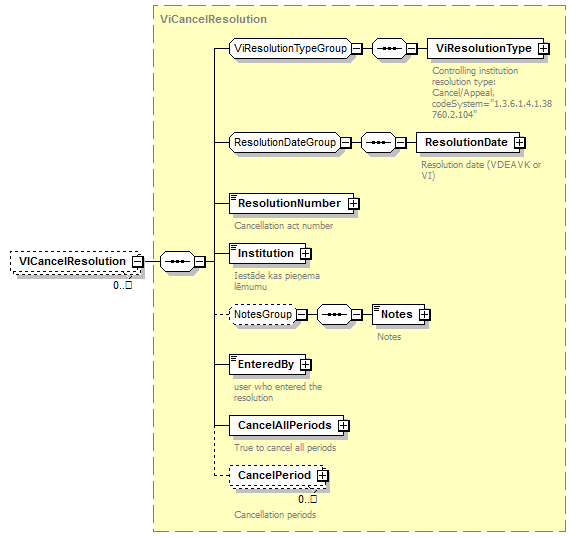 ViCancelResolution
ViResolutionTypeGroup
ViResolutionType
Controlling institution
resolution type:
Cancel/Appeal,
codeSystem="1.3.6.1.4.1.38
760.2.104"
ResolutionDateGroup
ResolutionDate
Resolution date (VDEAVK or
VI)
ResolutionNumber
Cancellation act number
VICancelResolution
0..□
Institution
Iestāde kas pieņema
lēmumu
NotesGroup
Notes
Notes
EnteredBy
user who entered the
resolution
CancelAllPeriods
True to cancel all periods
CancelPeriod
0..□
Cancellation periods